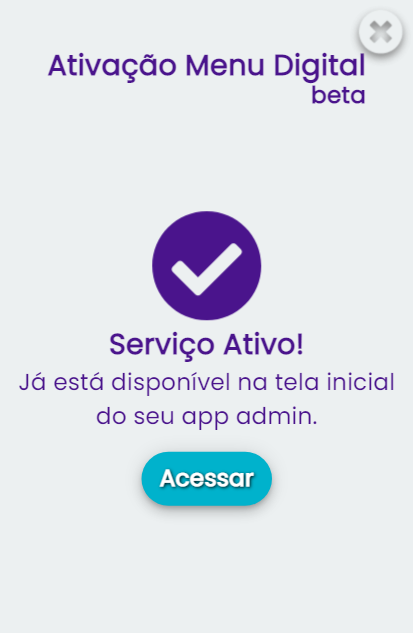 Ativação Menu Digital
beta
Serviço Ativo!
Já está disponível na tela inicial
do seu app admin.
Acessar